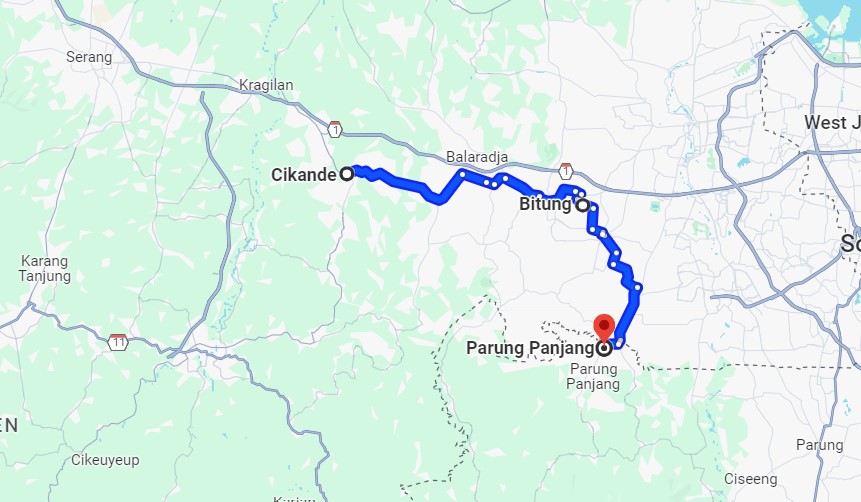 Serang
Kragilan
1
West J
Balaradja
1
Cikande
Bitung
So
Karang
Tanjung
11
Parung Panjang
Parung
Panjang
EN
Cikeuyeup
Parung
Ciseeng